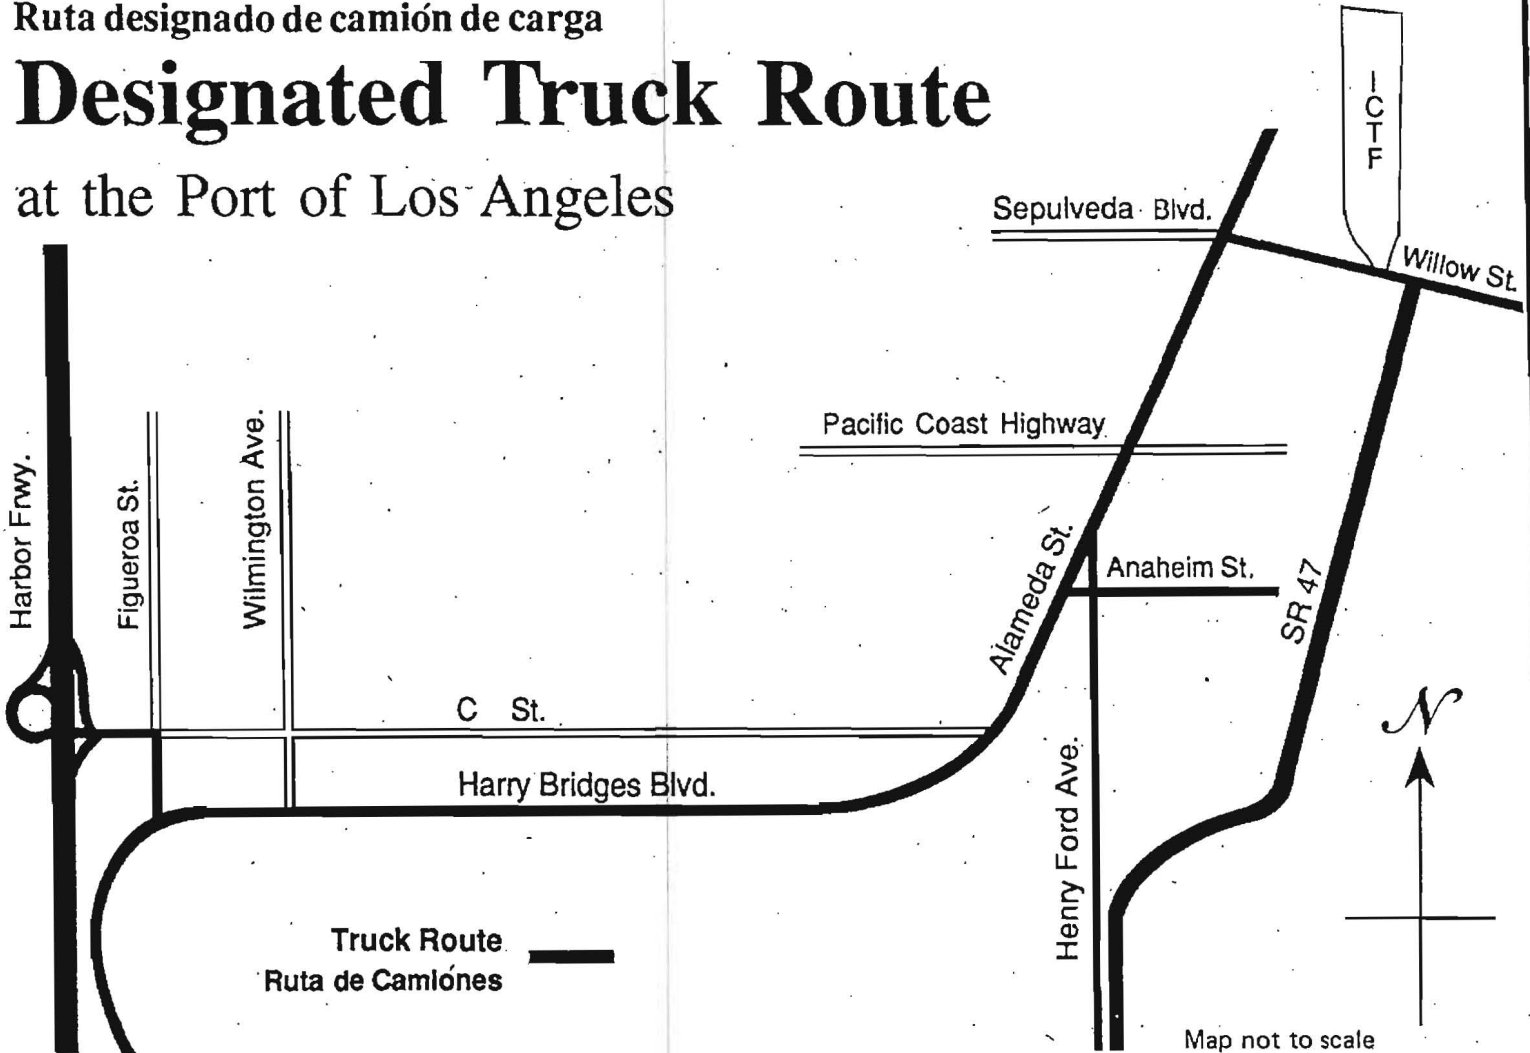 Ruta designado de camión de carga
Designated Truck Route
at the Port of Los Angeles
I
C
T
F
Sepulveda Blvd.
Willow St.
Pacific Coast Highway
Harbor Frwy.
Figueroa St.
Wilmington Ave.
Alameda St.
Anaheim St.
SR 47
C St.
Harry Bridges Blvd.
Henry Ford Ave.
N
Truck Route
Ruta de Camiónes
Map not to scale